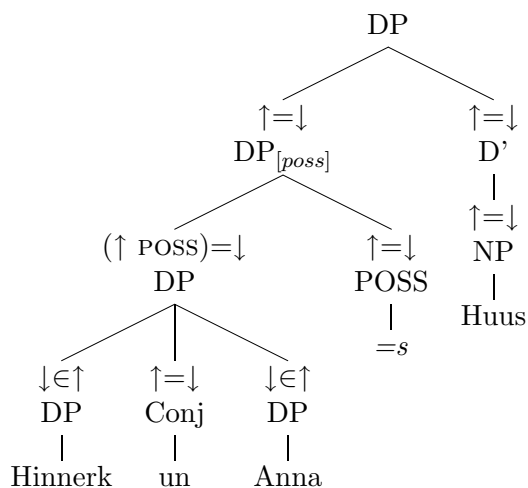 DP
↑=↓ ↑=↓
DP[poss] D'
↑=↓
(↑ POSS)=↓ ↑=↓ NP
DP POSS Huus
=s
↓∈↑ ↑=↓ ↓∈↑
DP Conj DP
Hinnerk un Anna